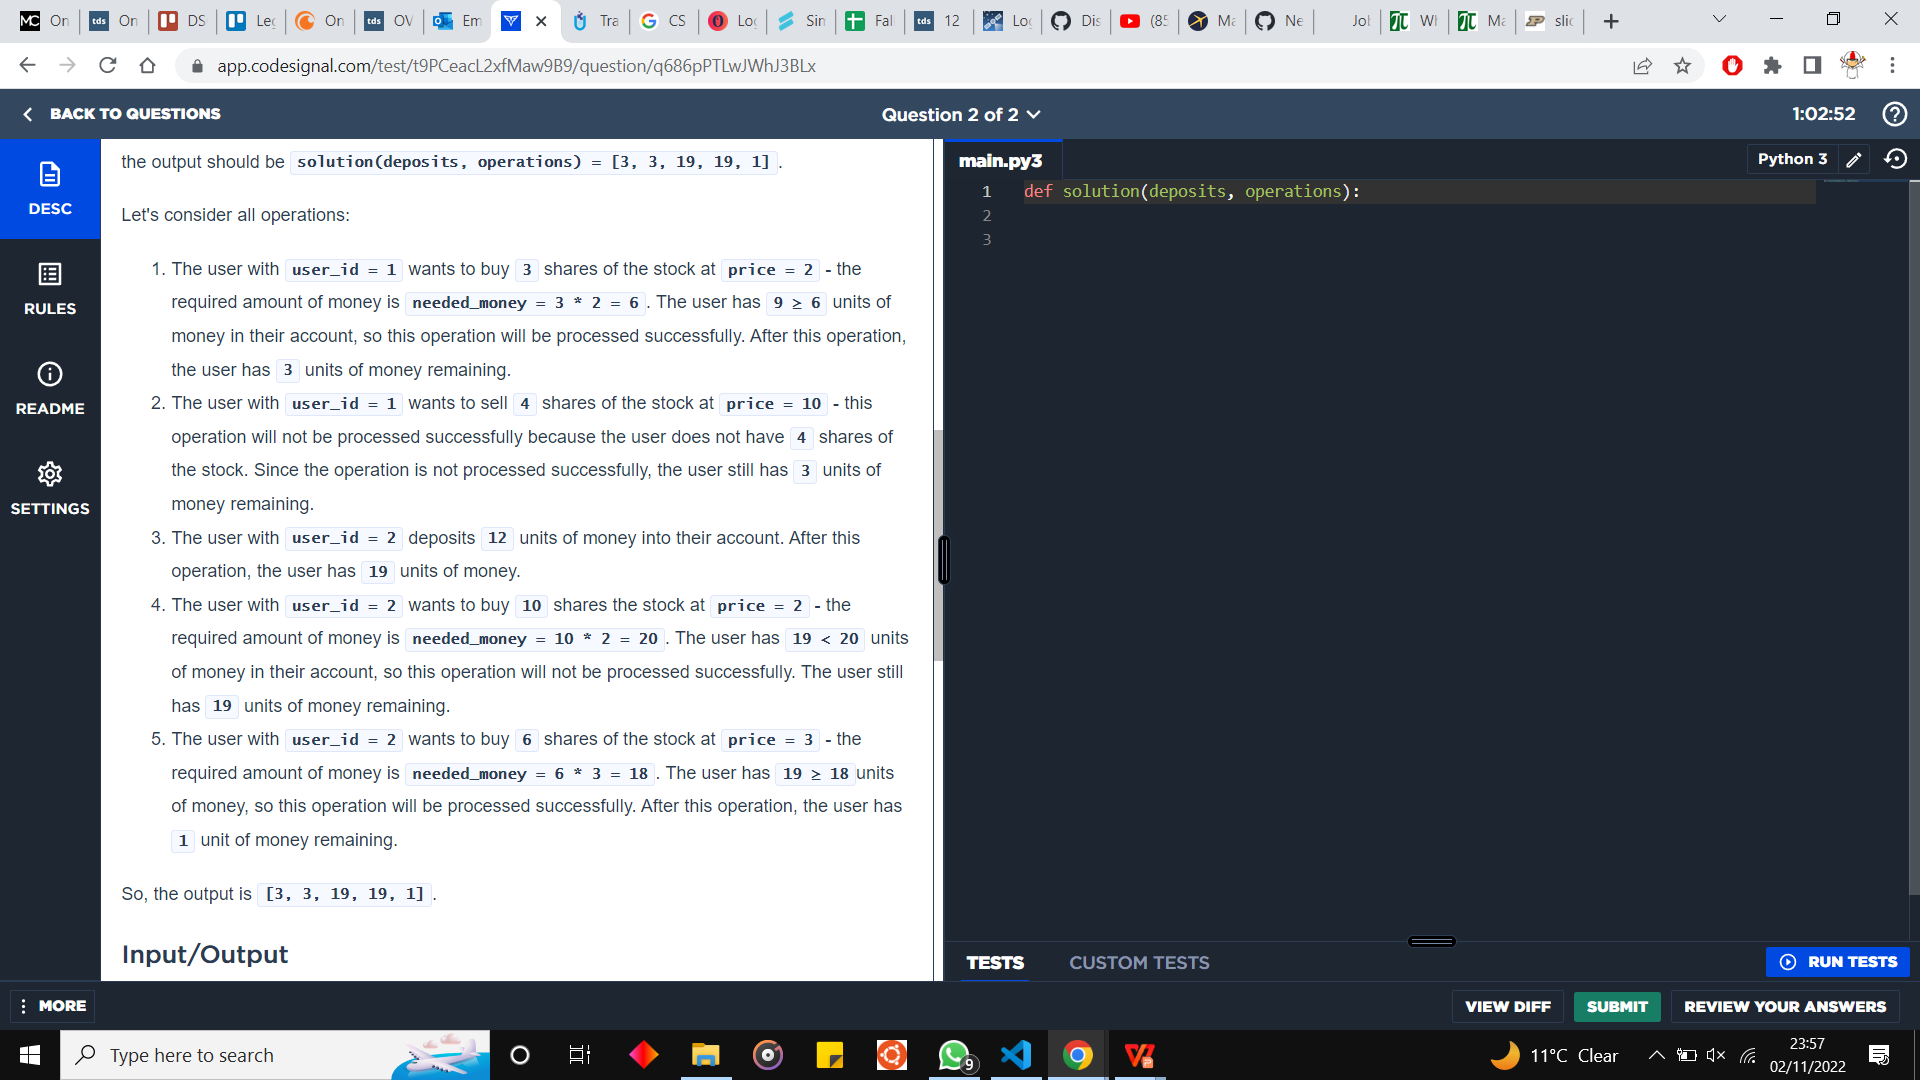 On
On
DS
Leg
On
OV
Em
Tra
CS
Log
Sin
Fall
12
Log
Dis
(85
Ma
Ne
Jol
Wh
Ma
slic
app.codesignal.com/test/t9PCeacL2xfMaw9B9/question/q686pPTLwJWhJ3BLx
BACK TO QUESTIONS
Question 2 of 2
1:02:52
DESC
RULES
README
SETTINGS
the output should be solution(deposits, operations) = [3, 3, 19, 19, 1].
Let's consider all operations:
1. The user with user_id = 1 wants to buy 3 shares of the stock at price = 2 - the
required amount of money is needed_money = 3 * 2 = 6. The user has 9 ≥ 6 units of
money in their account, so this operation will be processed successfully. After this operation,
the user has 3 units of money remaining.
2. The user with user_id = 1 wants to sell 4 shares of the stock at price = 10 - this
operation will not be processed successfully because the user does not have 4 shares of
the stock. Since the operation is not processed successfully, the user still has 3 units of
money remaining.
3. The user with user_id = 2 deposits 12 units of money into their account. After this
operation, the user has 19 units of money.
4. The user with user_id = 2 wants to buy 10 shares the stock at price = 2 - the
required amount of money is needed_money = 10 * 2 = 20. The user has 19 < 20 units
of money in their account, so this operation will not be processed successfully. The user still
has 19 units of money remaining.
5. The user with user_id = 2 wants to buy 6 shares of the stock at price = 3 - the
required amount of money is needed_money = 6 * 3 = 18. The user has 19 ≥ 18 units
of money, so this operation will be processed successfully. After this operation, the user has
1 unit of money remaining.
So, the output is [3, 3, 19, 19, 1].
Input/Output
main.py3
Python 3
1 def solution(deposits, operations):
2
3
TESTS
CUSTOM TESTS
RUN TESTS
MORE
VIEW DIFF
SUBMIT
REVIEW YOUR ANSWERS
Type here to search
9
11°C Clear
23:57
02/11/2022